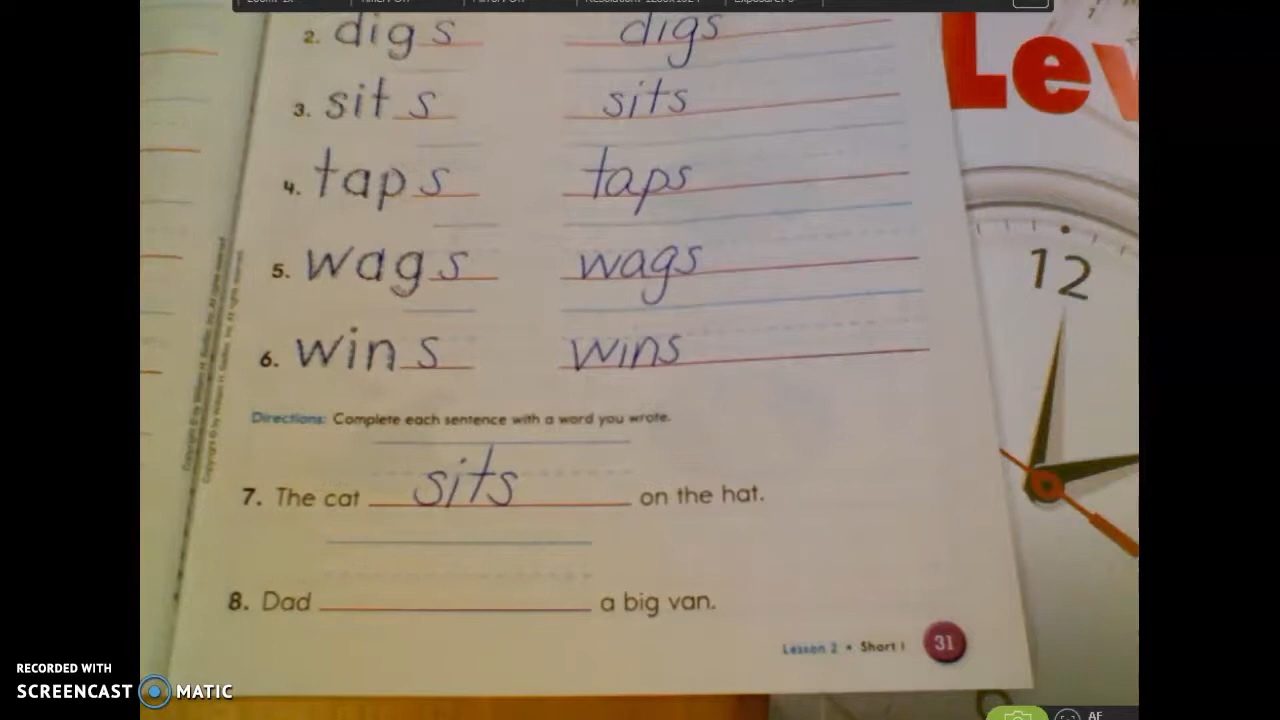 2. digs digs
3. sits sits
4. taps taps
5. wags wags
6. wins wins
Directions: Complete each sentence with a word you wrote.
7. The cat sits on the hat.
8. Dad a big van.
Lesson 2 • Short i 31
Lev
12
RECORDED WITH
SCREENCAST MATIC
AF